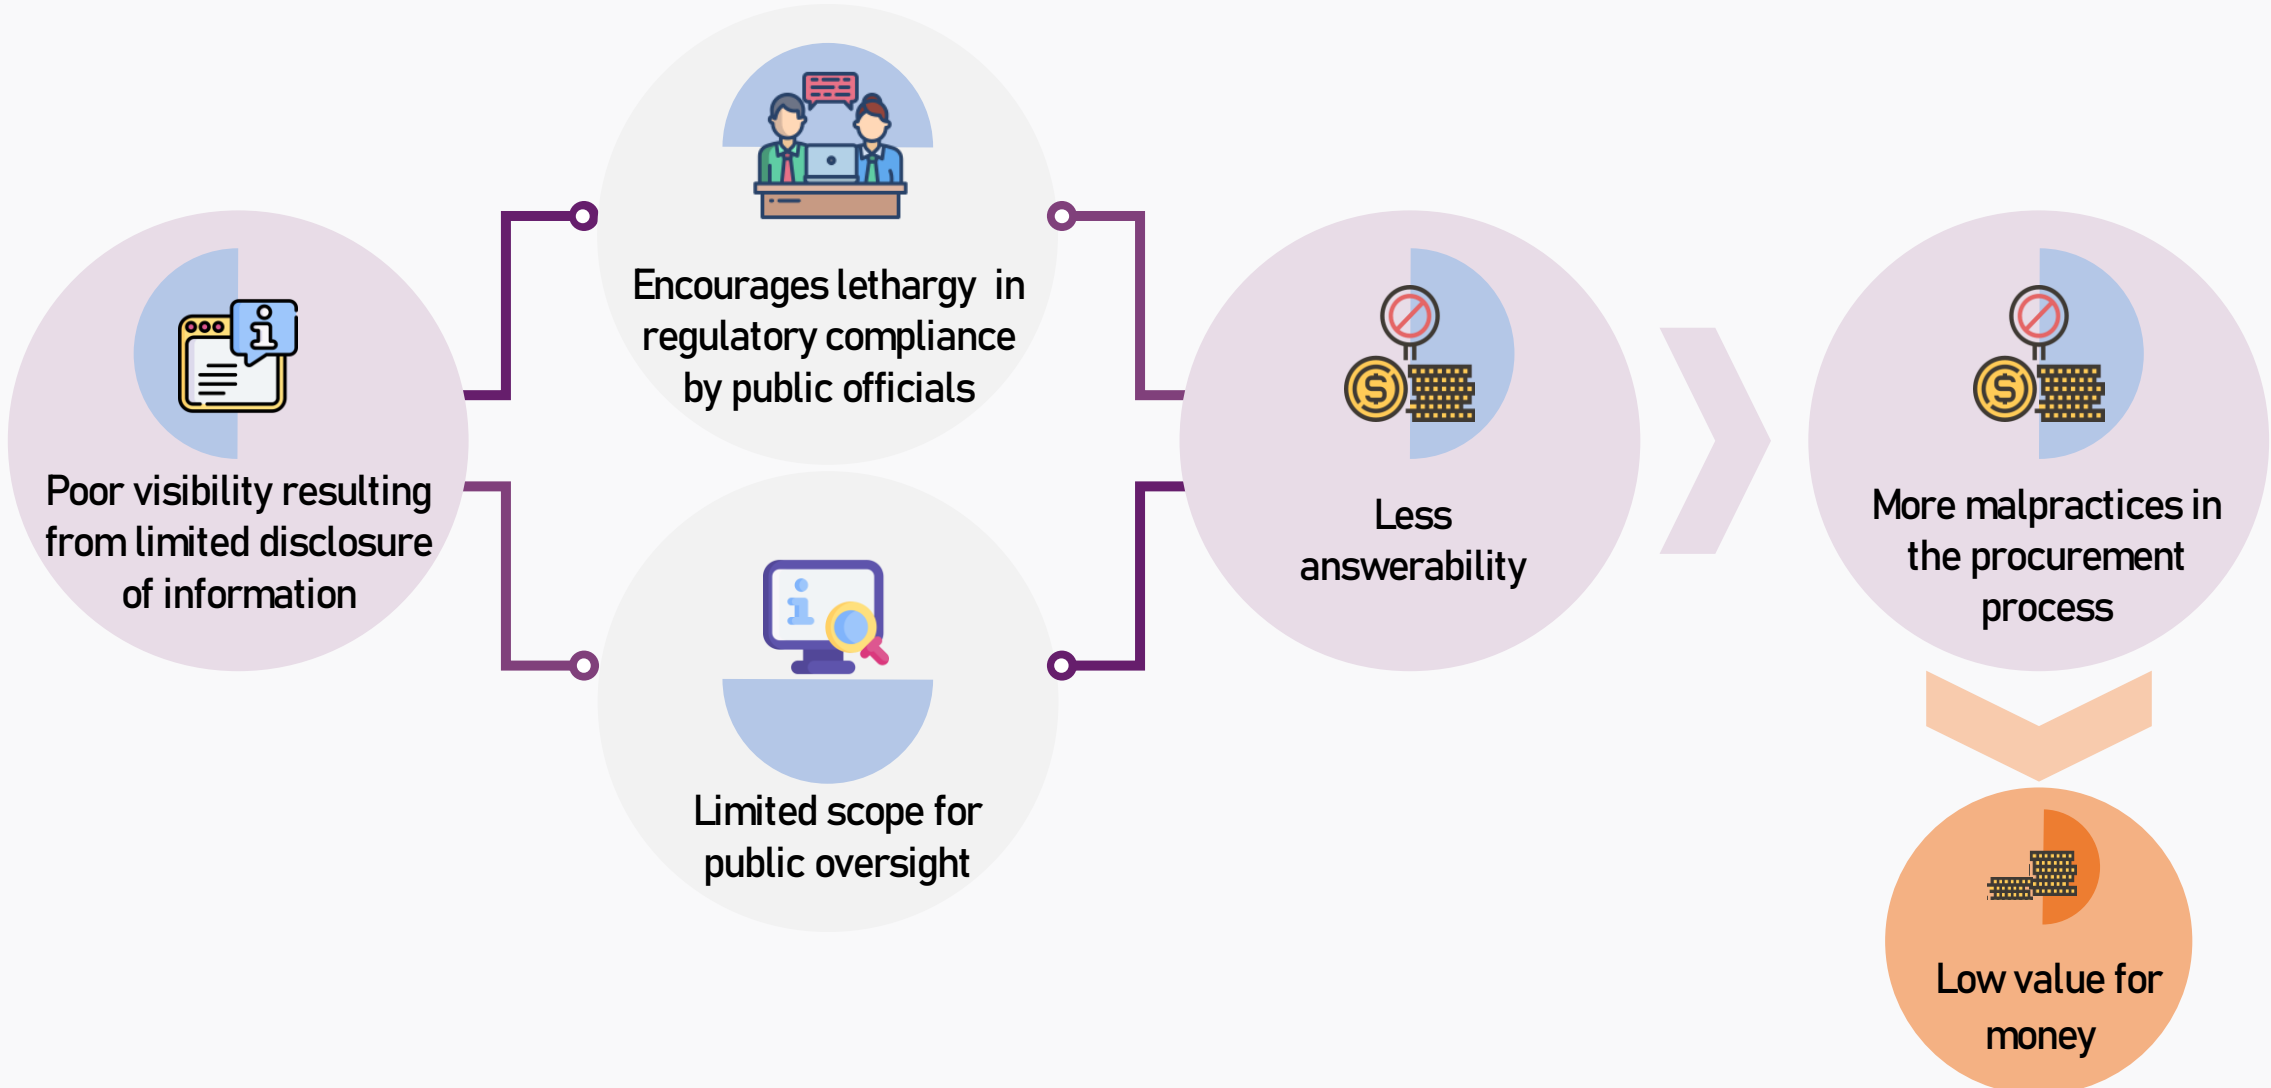 Poor visibility resulting
from limited disclosure
of information
Encourages lethargy in
regulatory compliance
by public officials
Limited scope for
public oversight
Less
answerability
More malpractices in
the procurement
process
Low value for
money